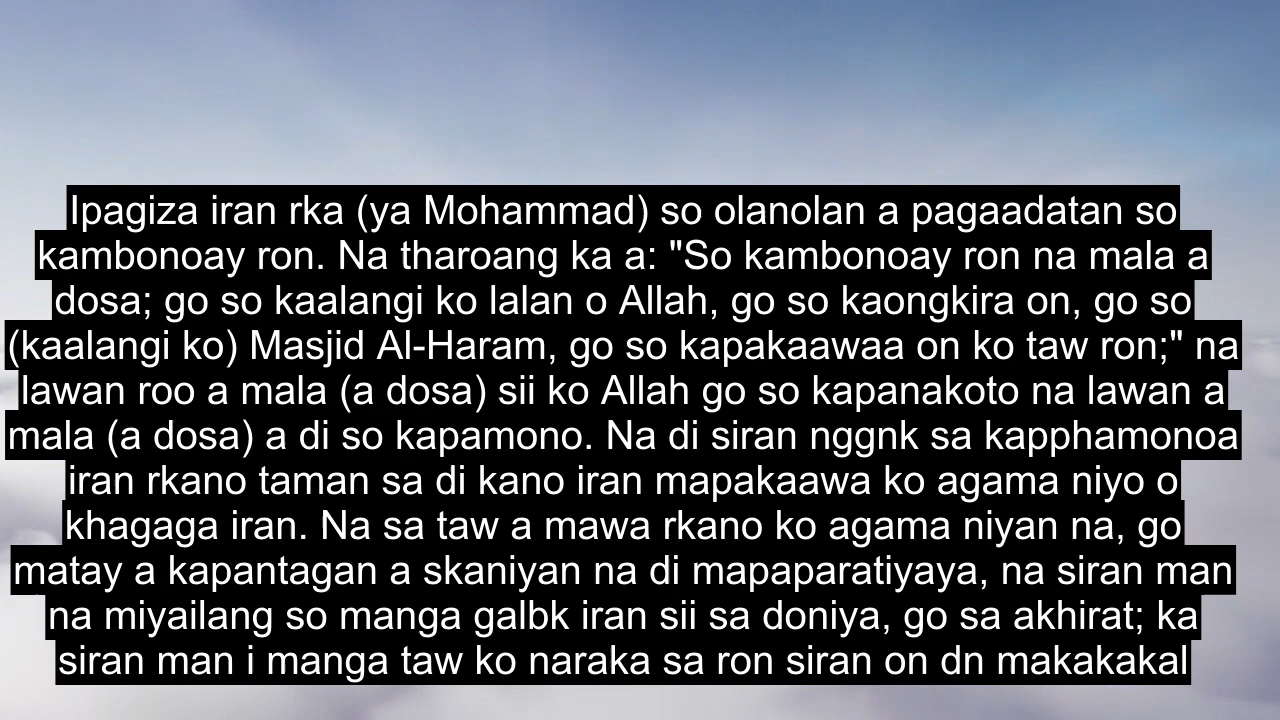 Ipagiza iran rka (ya Mohammad) so olanolan a pagaadatan so
kambonoay ron. Na tharoang ka a: "So kambonoay ron na mala a
dosa; go so kaalangi ko lalan o Allah, go so kaongkira on, go so
(kaalangi ko) Masjid Al-Haram, go so kapakaawaa on ko taw ron;" na
lawan roo a mala (a dosa) sii ko Allah go so kapanakoto na lawan a
mala (a dosa) a di so kapamono. Na di siran nggnk sa kapphamonoa
iran rkano taman sa di kano iran mapakaawa ko agama niyo o
khagaga iran. Na sa taw a mawa rkano ko agama niyan na, go
matay a kapantagan a skaniyan na di mapaparatiyaya, na siran man
na miyailang so manga galbk iran sii sa doniya, go sa akhirat; ka
siran man i manga taw ko naraka sa ron siran on dn makakakal